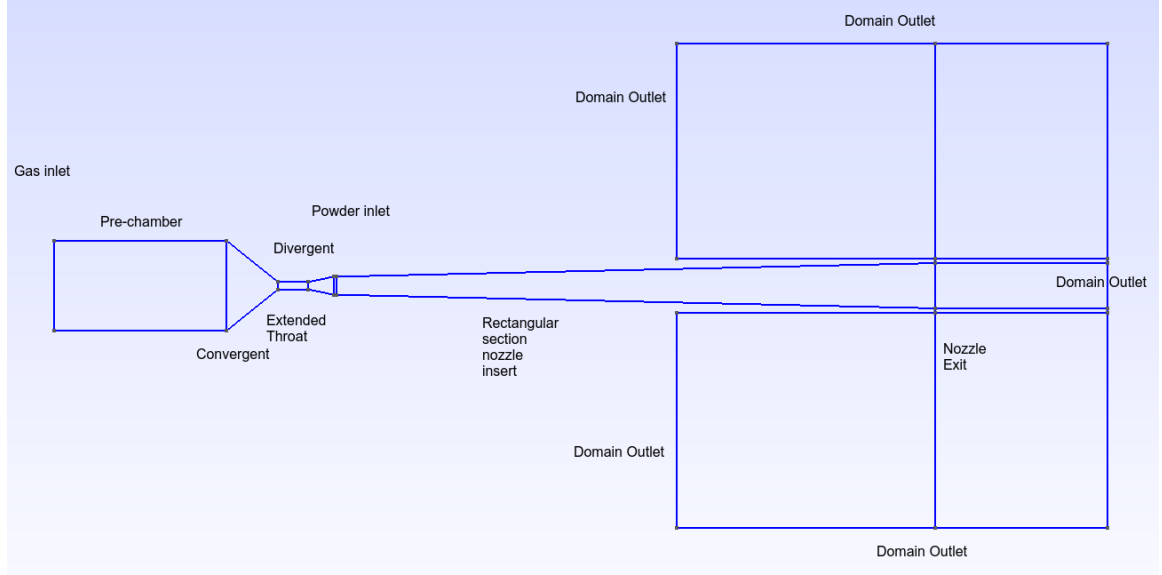 Domain Outlet
Domain Outlet
Gas inlet
Powder inlet
Pre-chamber
Divergent
Domain Outlet
Extended
Throat
Rectangular
section
nozzle
insert
Convergent
Nozzle
Exit
Domain Outlet
Domain Outlet